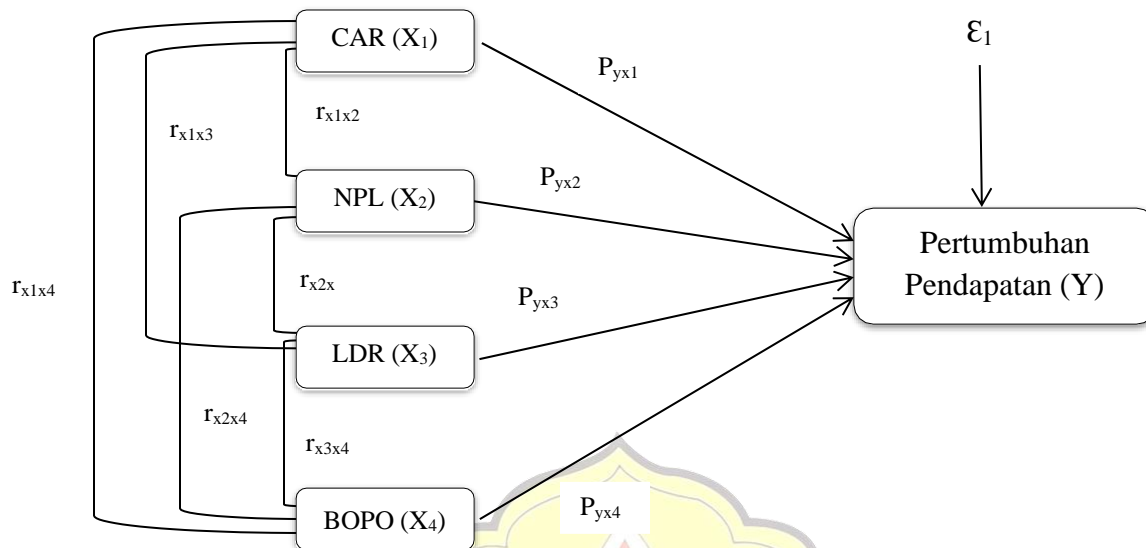 CAR (X₁)
Ɛ₁
Pyx1
rx1x2
rx1x3
NPL (X₂)
Pyx2
Pertumbuhan
Pendapatan (Y)
rx1x4
rx2x
Pyx3
LDR (X₃)
rx2x4
rx3x4
BOPO (X₄)
Pyx4